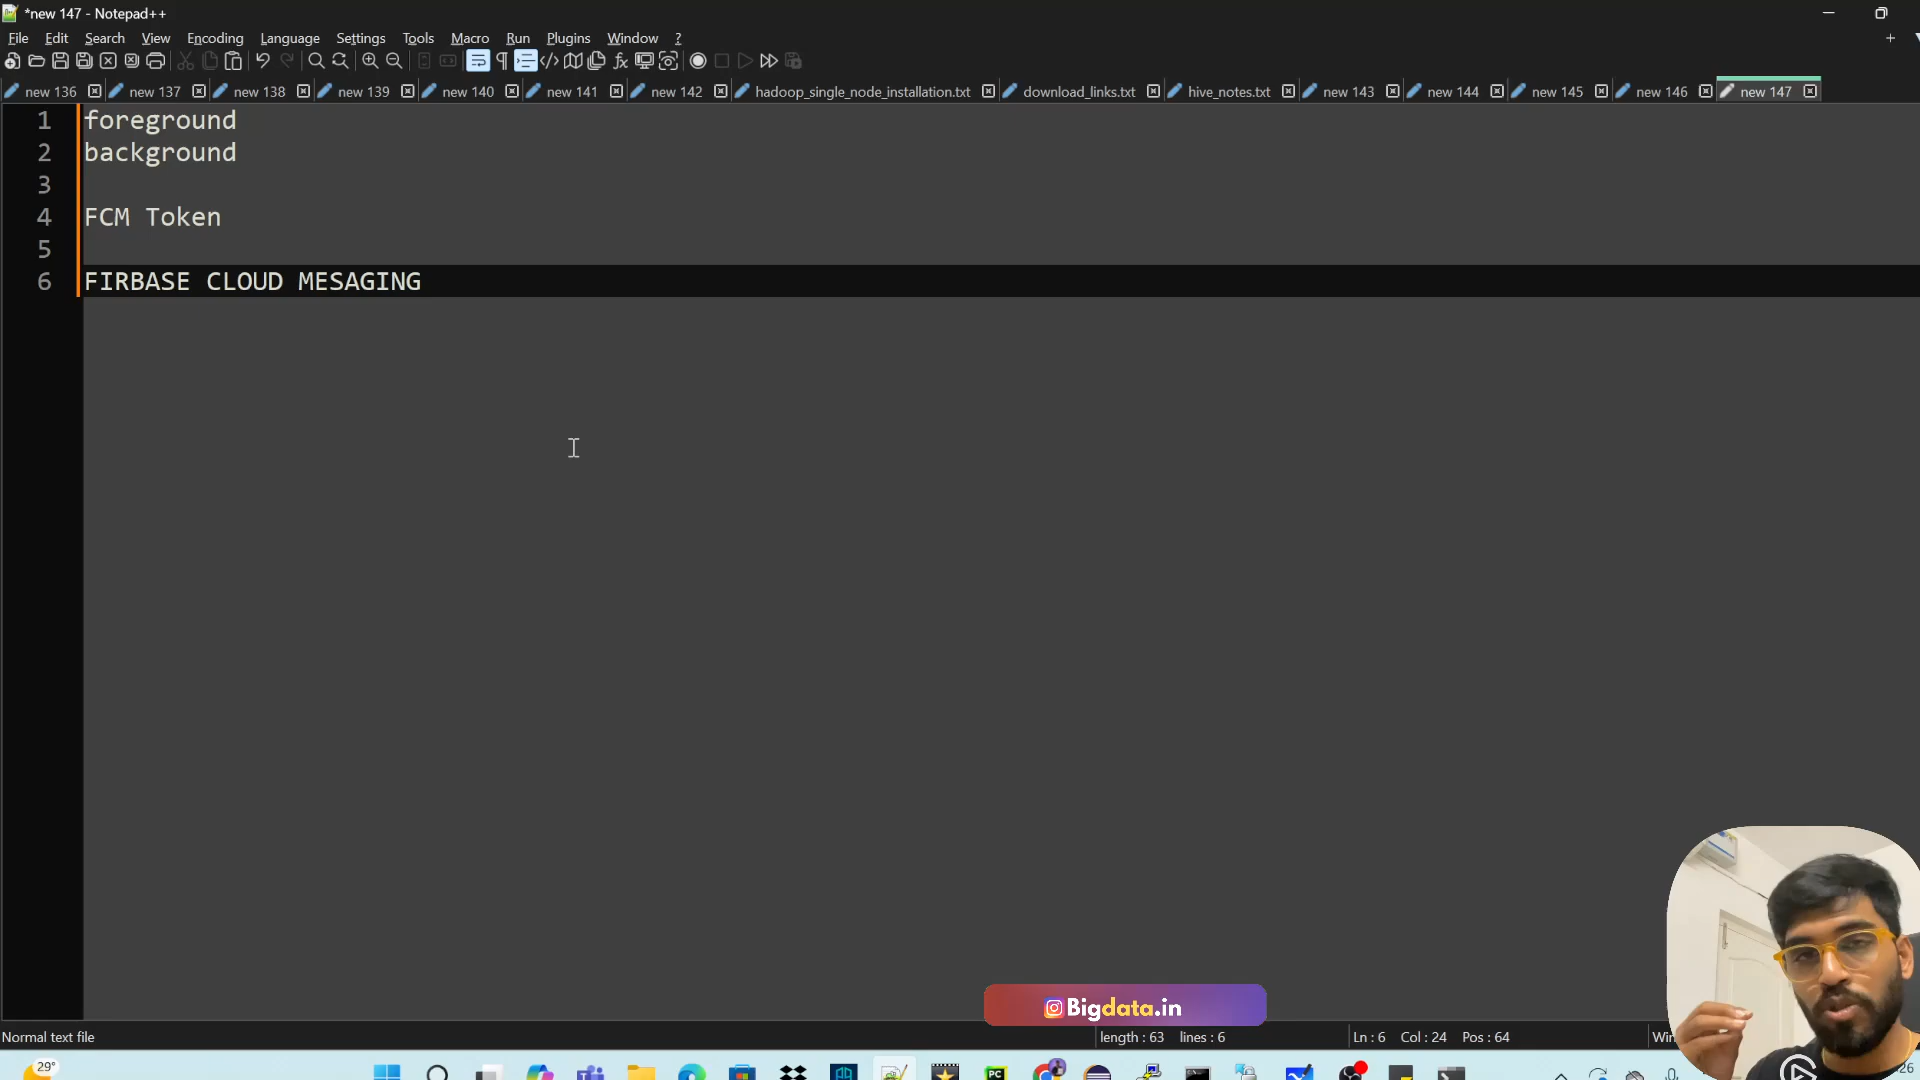 *new 147 - Notepad++
File Edit Search View Encoding Language Settings Tools Macro Run Plugins Window ?
new 136 new 137 new 138 new 139 new 140 new 141 new 142 hadoop_single_node_installation.txt download_links.txt hive_notes.txt new 143 new 144 new 145 new 146 new 147
1 foreground
2 background
3
4 FCM Token
5
6 FIRBASE CLOUD MESAGING
Bigdata.in
Normal text file length : 63 lines : 6 Ln : 6 Col : 24 Pos : 64
29°
PC